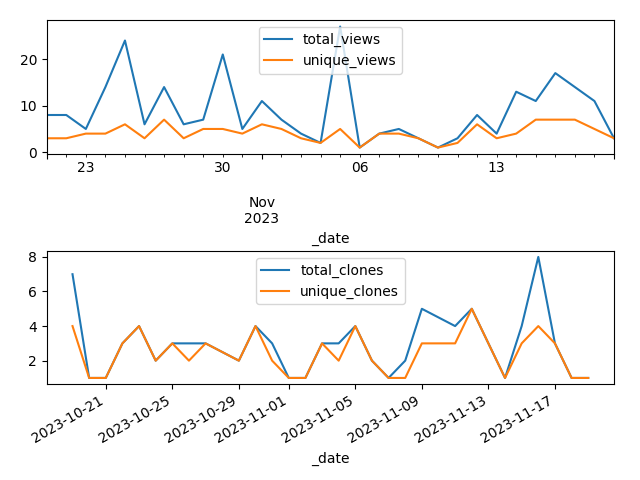 total_views
unique_views
20
10
0
23
30
06
13
Nov
2023
_date
total_clones
unique_clones
8
6
4
2
2023-10-21
2023-10-25
2023-10-29
2023-11-01
2023-11-05
2023-11-09
2023-11-13
2023-11-17
_date